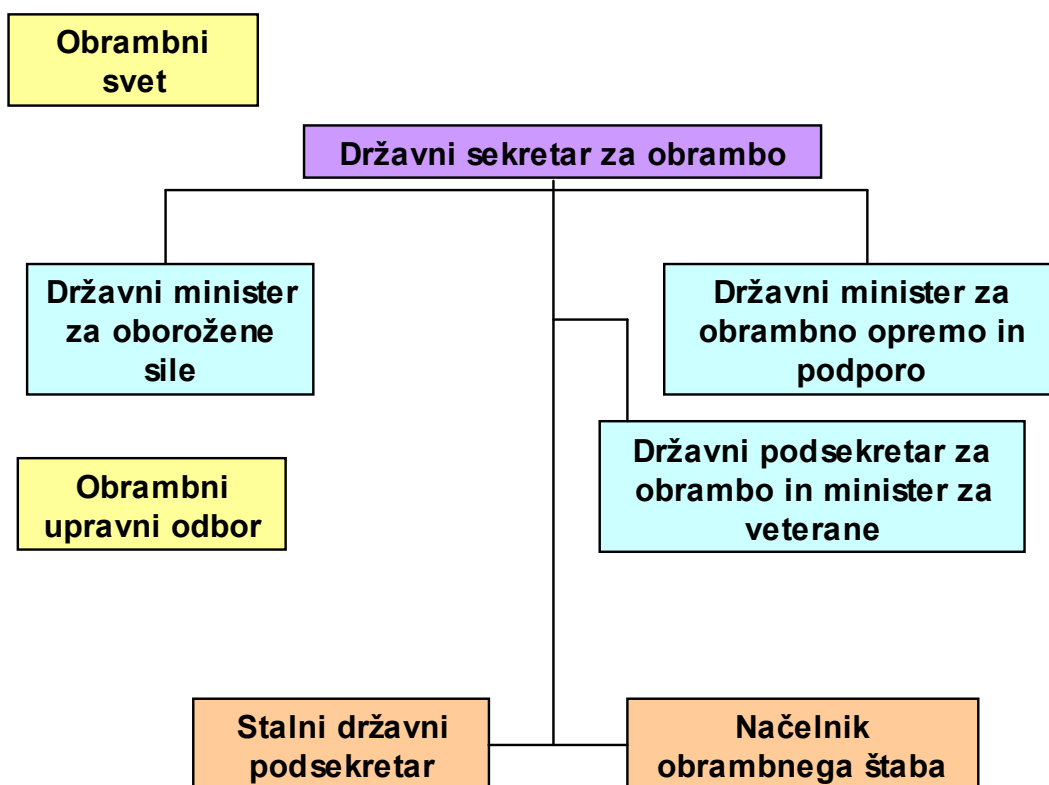 Obrambni
svet
Državni sekretar za obrambo
Državni minister
za oborožene
sile
Državni minister za
obrambno opremo in
podporo
Državni podsekretar za
obrambo in minister za
veterane
Obrambni
upravni odbor
Stalni državni
podsekretar
Načelnik
obrambnega štaba